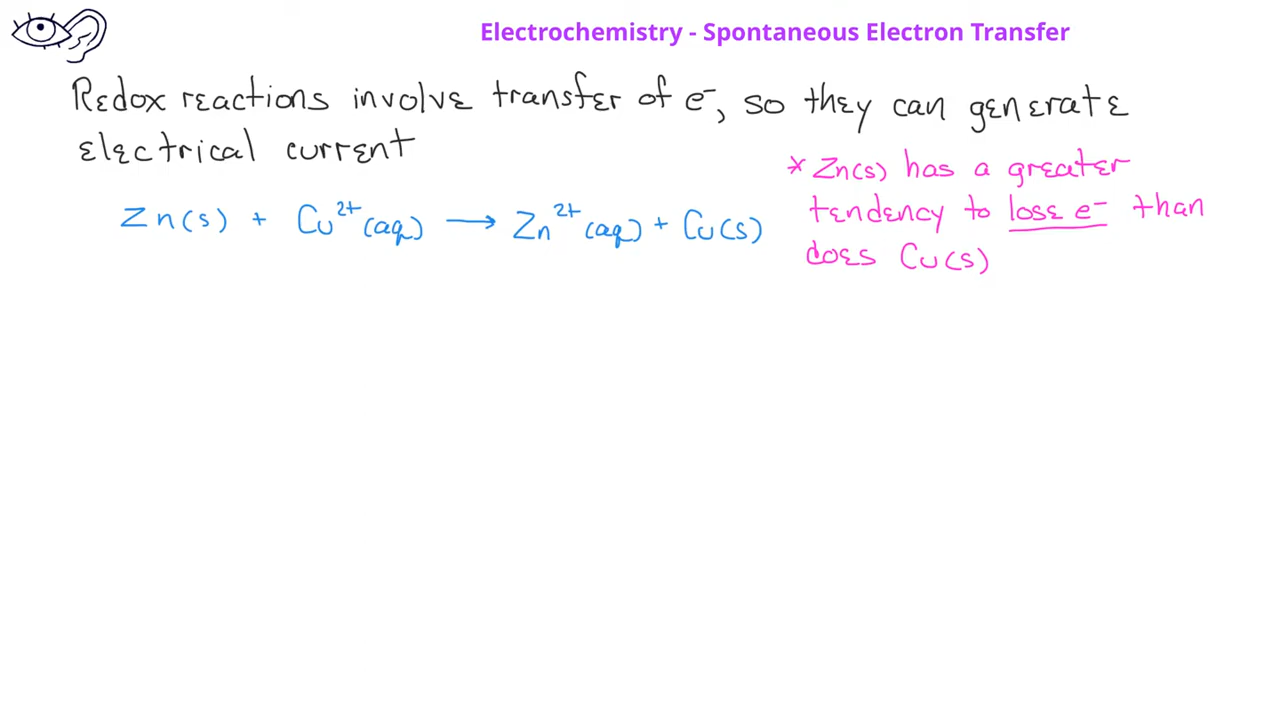 Electrochemistry - Spontaneous Electron Transfer
Redox reactions involve transfer of e⁻, so they can generate
electrical current
Zn(s) + Cu²⁺(aq) → Zn²⁺(aq) + Cu(s)
* Zn(s) has a greater
tendency to lose e⁻ than
does Cu(s)